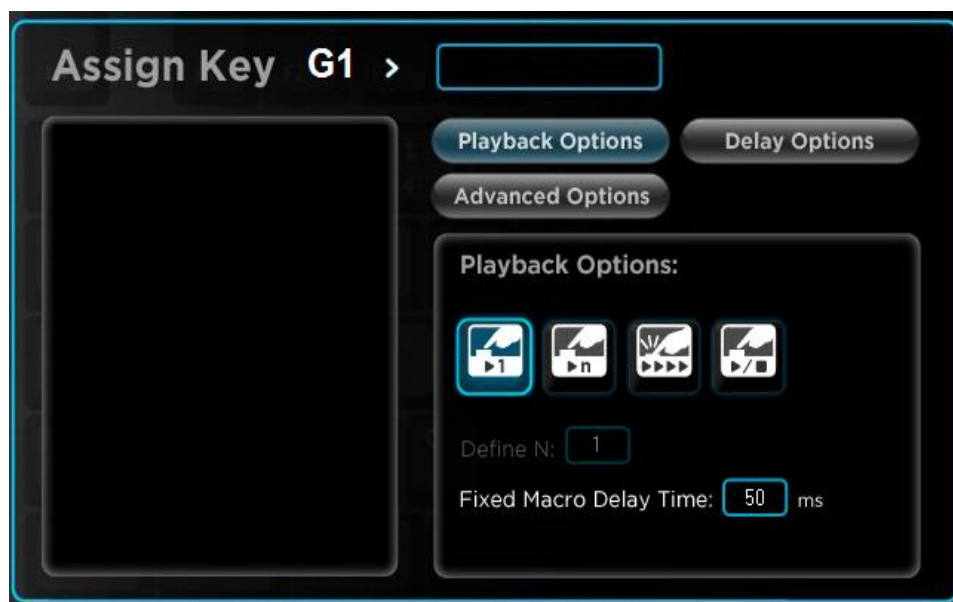 Assign Key G1 >
Playback Options Delay Options
Advanced Options
Playback Options:
1 n
Define N: 1
Fixed Macro Delay Time: 50 ms